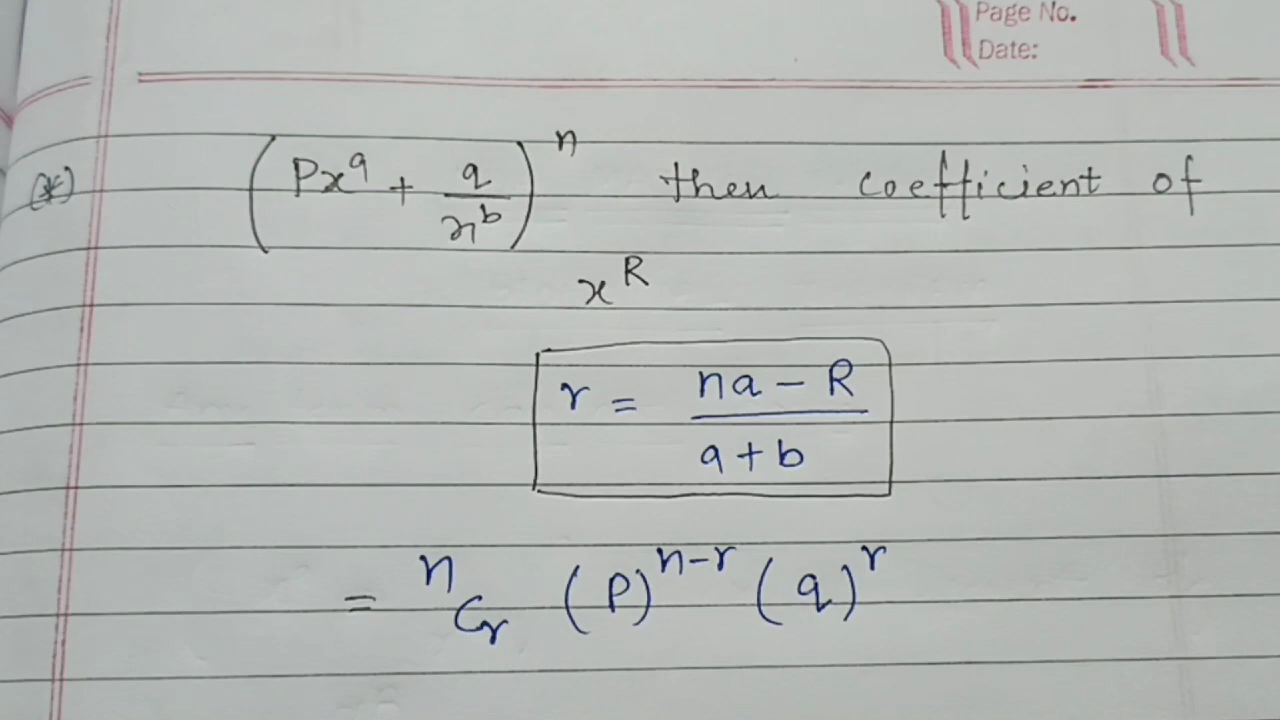 Page No.
Date:
(*) (Px^a + q/x^b)^n then coefficient of
x^R
r = (na - R)/(a + b)
= ^nC_r (P)^{n-r} (q)^r